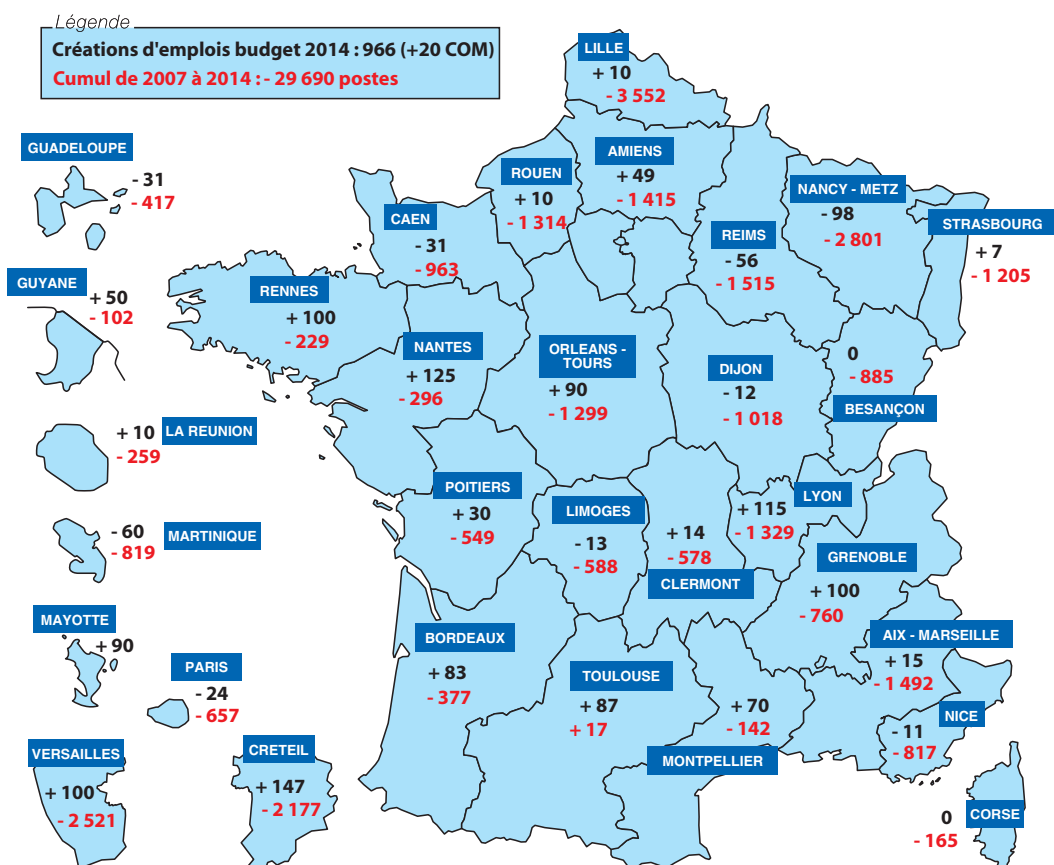 Légende
Créations d'emplois budget 2014 : 966 (+20 COM)
Cumul de 2007 à 2014 : - 29 690 postes
LILLE
+ 10
- 3 552
GUADELOUPE
- 31
- 417
AMIENS
+ 49
- 1 415
ROUEN
+ 10
- 1 314
NANCY - METZ
- 98
- 2 801
CAEN
- 31
- 963
REIMS
- 56
- 1 515
STRASBOURG
+ 7
- 1 205
GUYANE
+ 50
- 102
RENNES
+ 100
- 229
NANTES
+ 125
- 296
ORLEANS -
TOURS
+ 90
- 1 299
DIJON
- 12
- 1 018
0
- 885
BESANÇON
+ 10
- 259
LA REUNION
POITIERS
+ 30
- 549
LIMOGES
- 13
- 588
+ 14
- 578
CLERMONT
LYON
+ 115
- 1 329
- 60
- 819
MARTINIQUE
GRENOBLE
+ 100
- 760
MAYOTTE
+ 90
PARIS
- 24
- 657
BORDEAUX
+ 83
- 377
TOULOUSE
+ 87
+ 17
+ 70
- 142
MONTPELLIER
AIX - MARSEILLE
+ 15
- 1 492
NICE
- 11
- 817
VERSAILLES
+ 100
- 2 521
CRETEIL
+ 147
- 2 177
0
- 165
CORSE